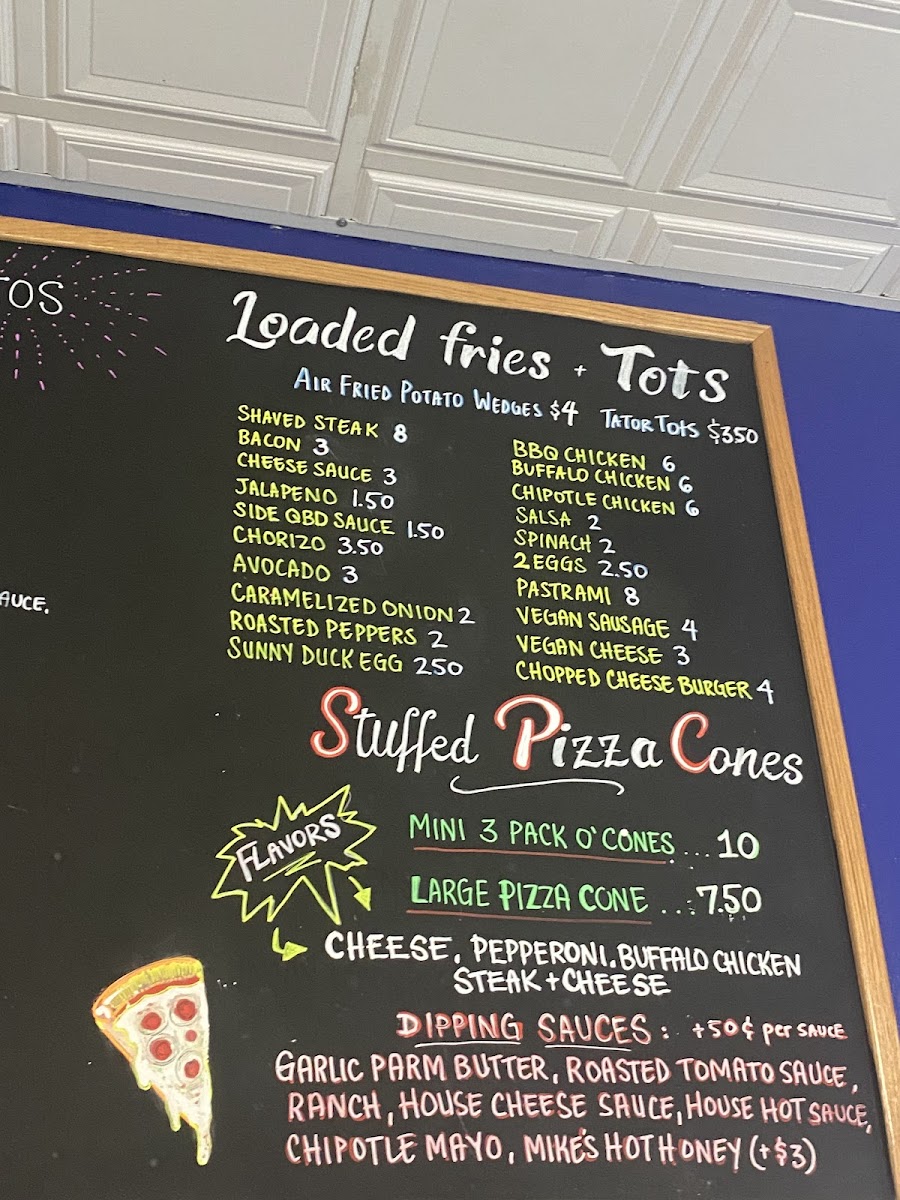 TOS
AUCE.
Loaded fries + Tots
AIR FRIED POTATO WEDGES $4 TATOR TOTS $350
SHAVED STEAK 8
BACON 3
CHEESE SAUCE 3
JALAPENO 1.50
SIDE QBD SAUCE 1.50
CHORIZO 3.50
AVOCADO 3
CARAMELIZED ONION 2
ROASTED PEPPERS 2
SUNNY DUCK EGG 250
BBQ CHICKEN 6
BUFFALO CHICKEN 6
CHIPOTLE CHICKEN 6
SALSA 2
SPINACH 2
2 EGGS 2.50
PASTRAMI 8
VEGAN SAUSAGE 4
VEGAN CHEESE 3
CHOPPED CHEESE BURGER 4
Stuffed Pizza Cones
FLAVORS
MINI 3 PACK O' CONES... 10
LARGE PIZZA CONE ...7.50
CHEESE, PEPPERONI. BUFFALO CHICKEN
STEAK + CHEESE
DIPPING SAUCES: +50¢ per SAUCE
GARLIC PARM BUTTER, ROASTED TOMATO SAUCE,
RANCH, HOUSE CHEESE SAUCE, HOUSE HOT SAUCE,
CHIPOTLE MAYO, MIKE'S HOT HONEY (+$3)